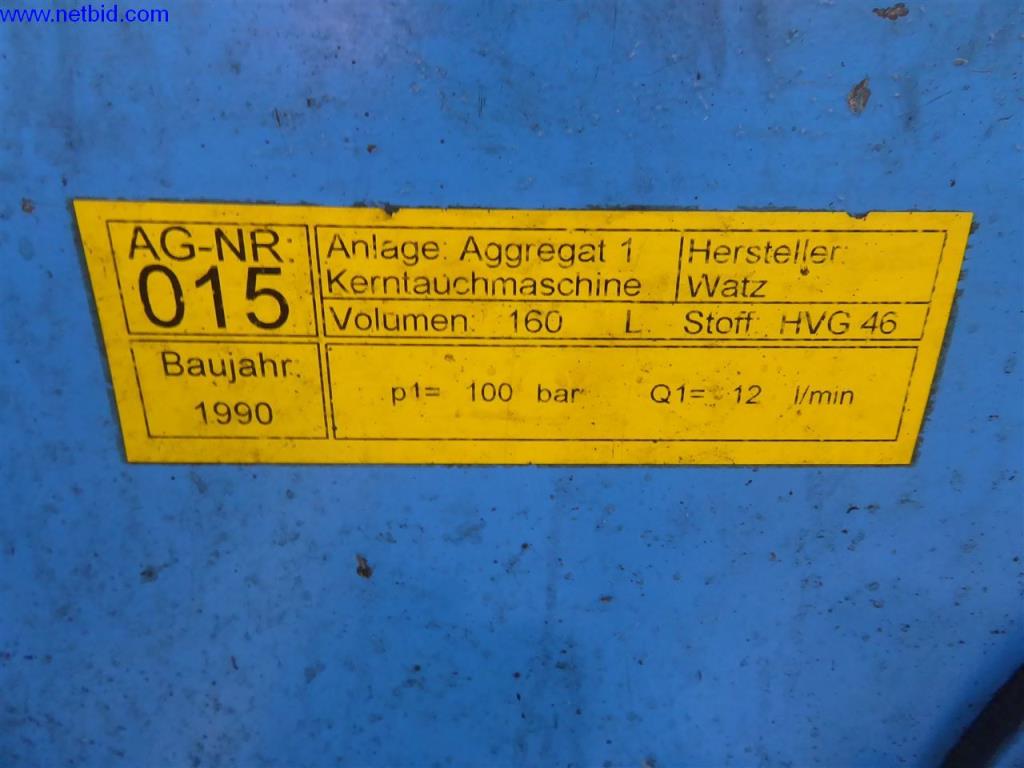 www.netbid.com
AG-NR:
015
Anlage: Aggregat 1
Kerntauchmaschine
Hersteller:
Watz
Volumen: 160 L. Stoff: HVG 46
Baujahr:
1990
p1= 100 bar Q1= 12 l/min